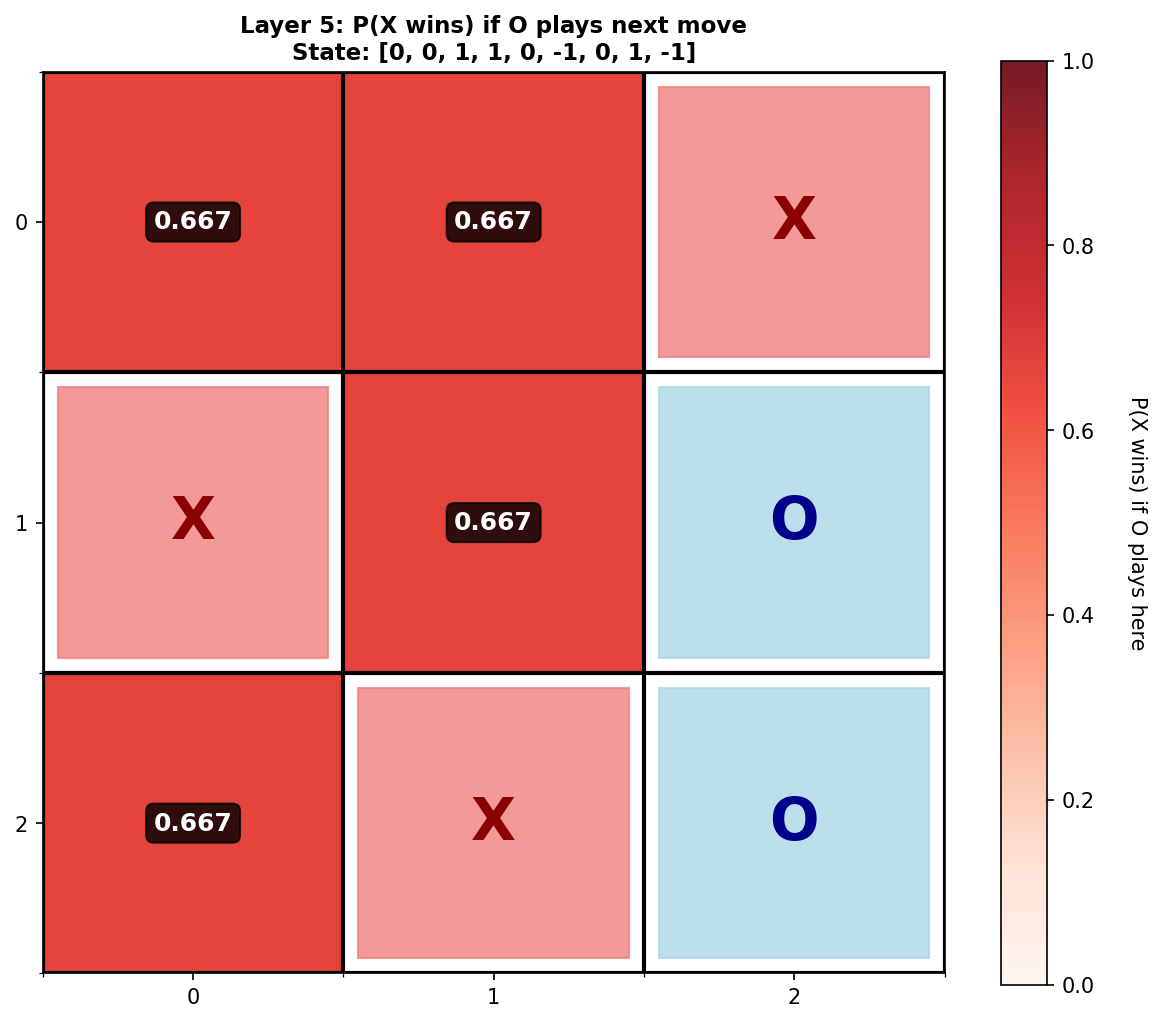 Layer 5: P(X wins) if O plays next move
State: [0, 0, 1, 1, 0, -1, 0, 1, -1]
0
0.667
0.667
X
1
X
0.667
O
2
0.667
X
O
0
1
2
1.0
0.8
0.6
0.4
0.2
0.0
P(X wins) if O plays here